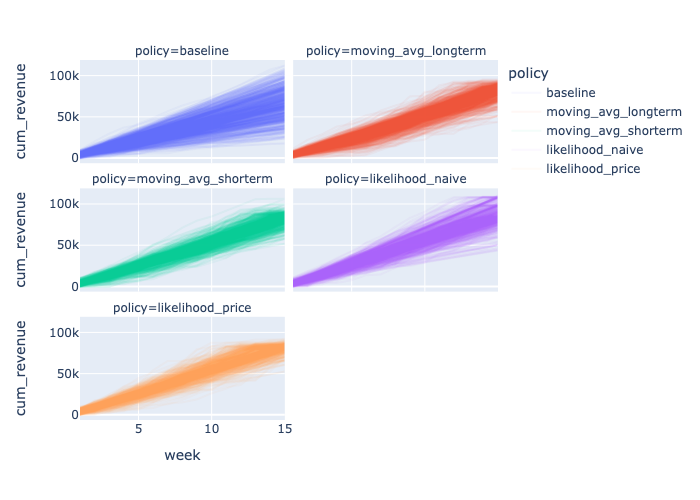 policy=baseline
policy=moving_avg_longterm
policy
baseline
moving_avg_longterm
moving_avg_shorterm
likelihood_naive
likelihood_price
100k
50k
0
cum_revenue
policy=moving_avg_shorterm
policy=likelihood_naive
100k
50k
0
cum_revenue
policy=likelihood_price
100k
50k
0
cum_revenue
5
10
15
week